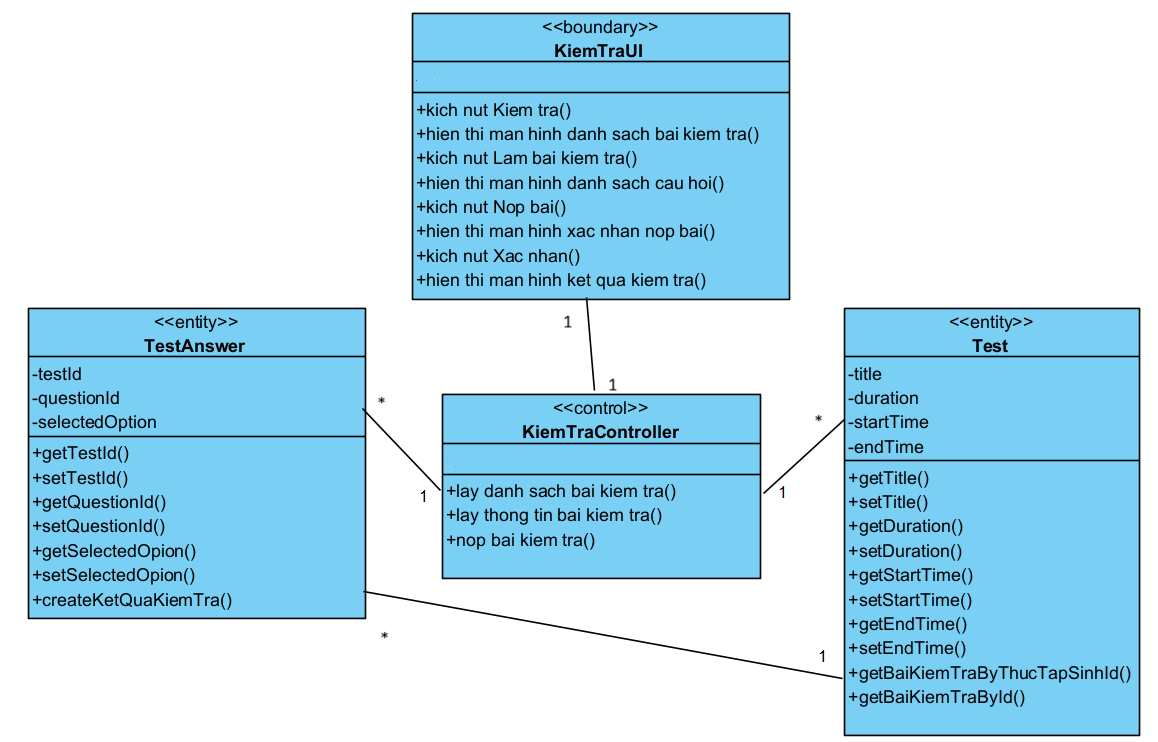 <<boundary>>
KiemTraUI
+kich nut Kiem tra()
+hien thi man hinh danh sach bai kiem tra()
+kich nut Lam bai kiem tra()
+hien thi man hinh danh sach cau hoi()
+kich nut Nop bai()
+hien thi man hinh xac nhan nop bai()
+kich nut Xac nhan()
+hien thi man hinh ket qua kiem tra()
1
1
<<entity>>
TestAnswer
-testId
-questionId
-selectedOption
+getTestId()
+setTestId()
+getQuestionId()
+setQuestionId()
+getSelectedOpion()
+setSelectedOpion()
+createKetQuaKiemTra()
*
1
<<control>>
KiemTraController
+lay danh sach bai kiem tra()
+lay thong tin bai kiem tra()
+nop bai kiem tra()
*
1
<<entity>>
Test
-title
-duration
-startTime
-endTime
+getTitle()
+setTitle()
+getDuration()
+setDuration()
+getStartTime()
+setStartTime()
+getEndTime()
+setEndTime()
+getBaiKiemTraByThucTapSinhId()
+getBaiKiemTraById()
*
1